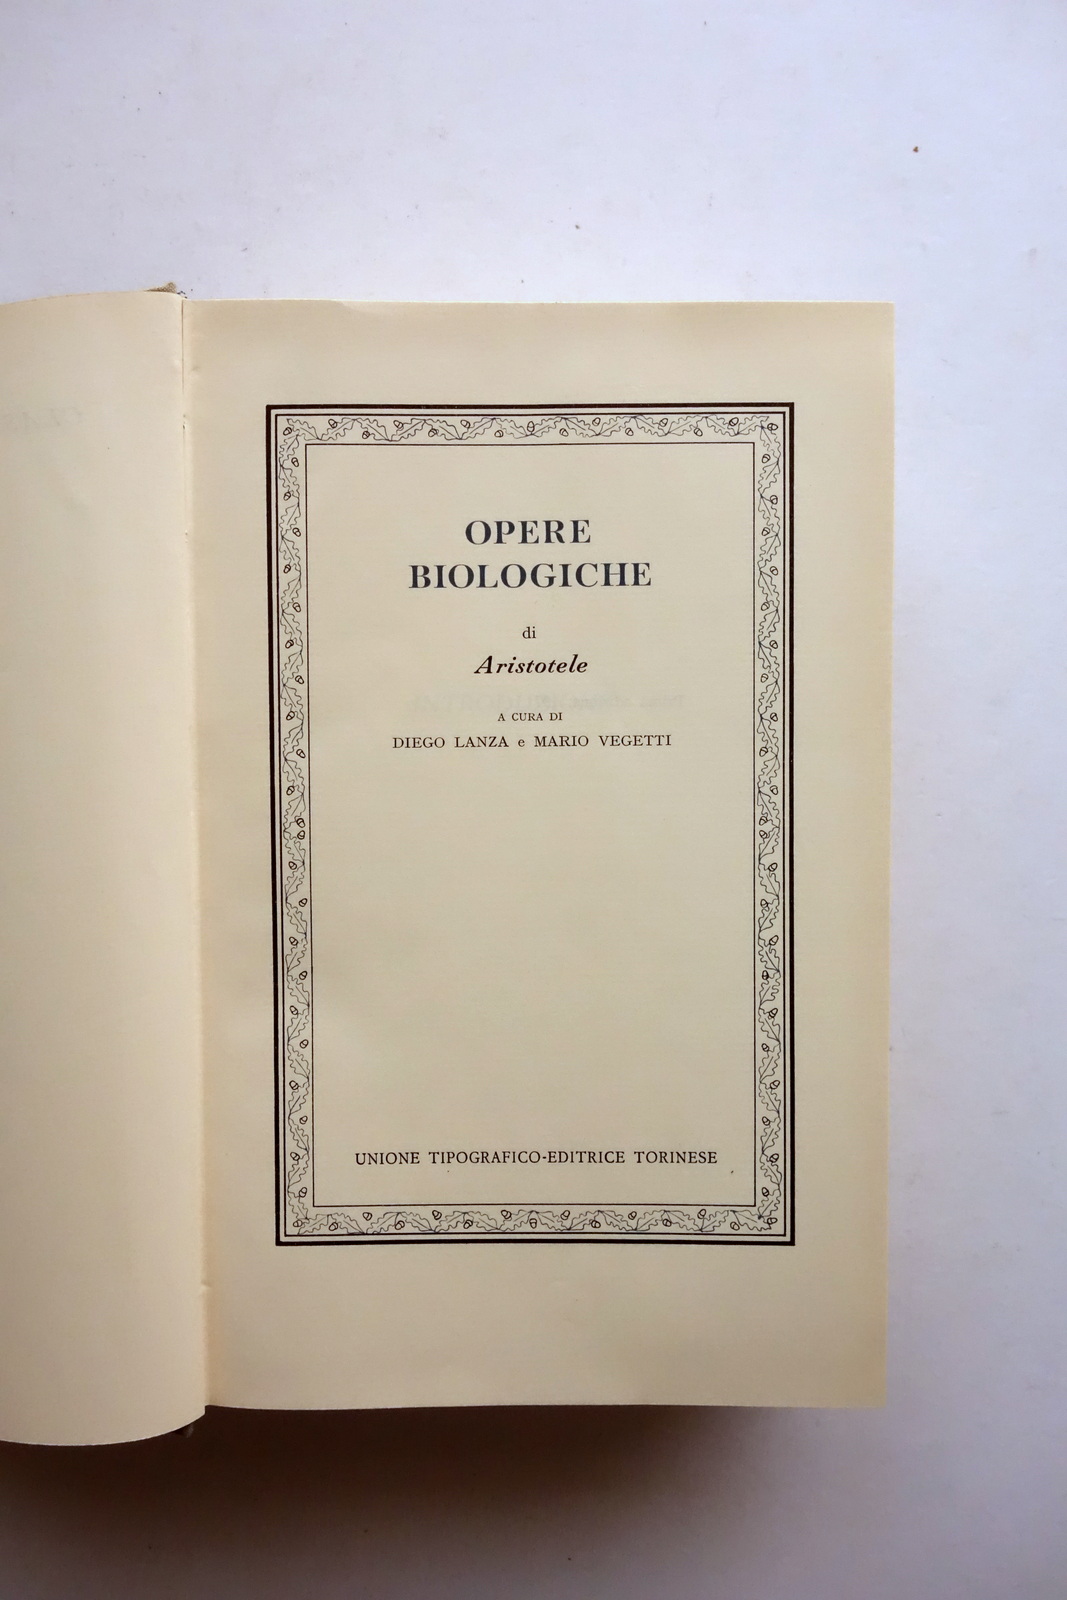 OPERE
BIOLOGICHE
di
Aristotele
A CURA DI
DIEGO LANZA e MARIO VEGETTI
UNIONE TIPOGRAFICO-EDITRICE TORINESE